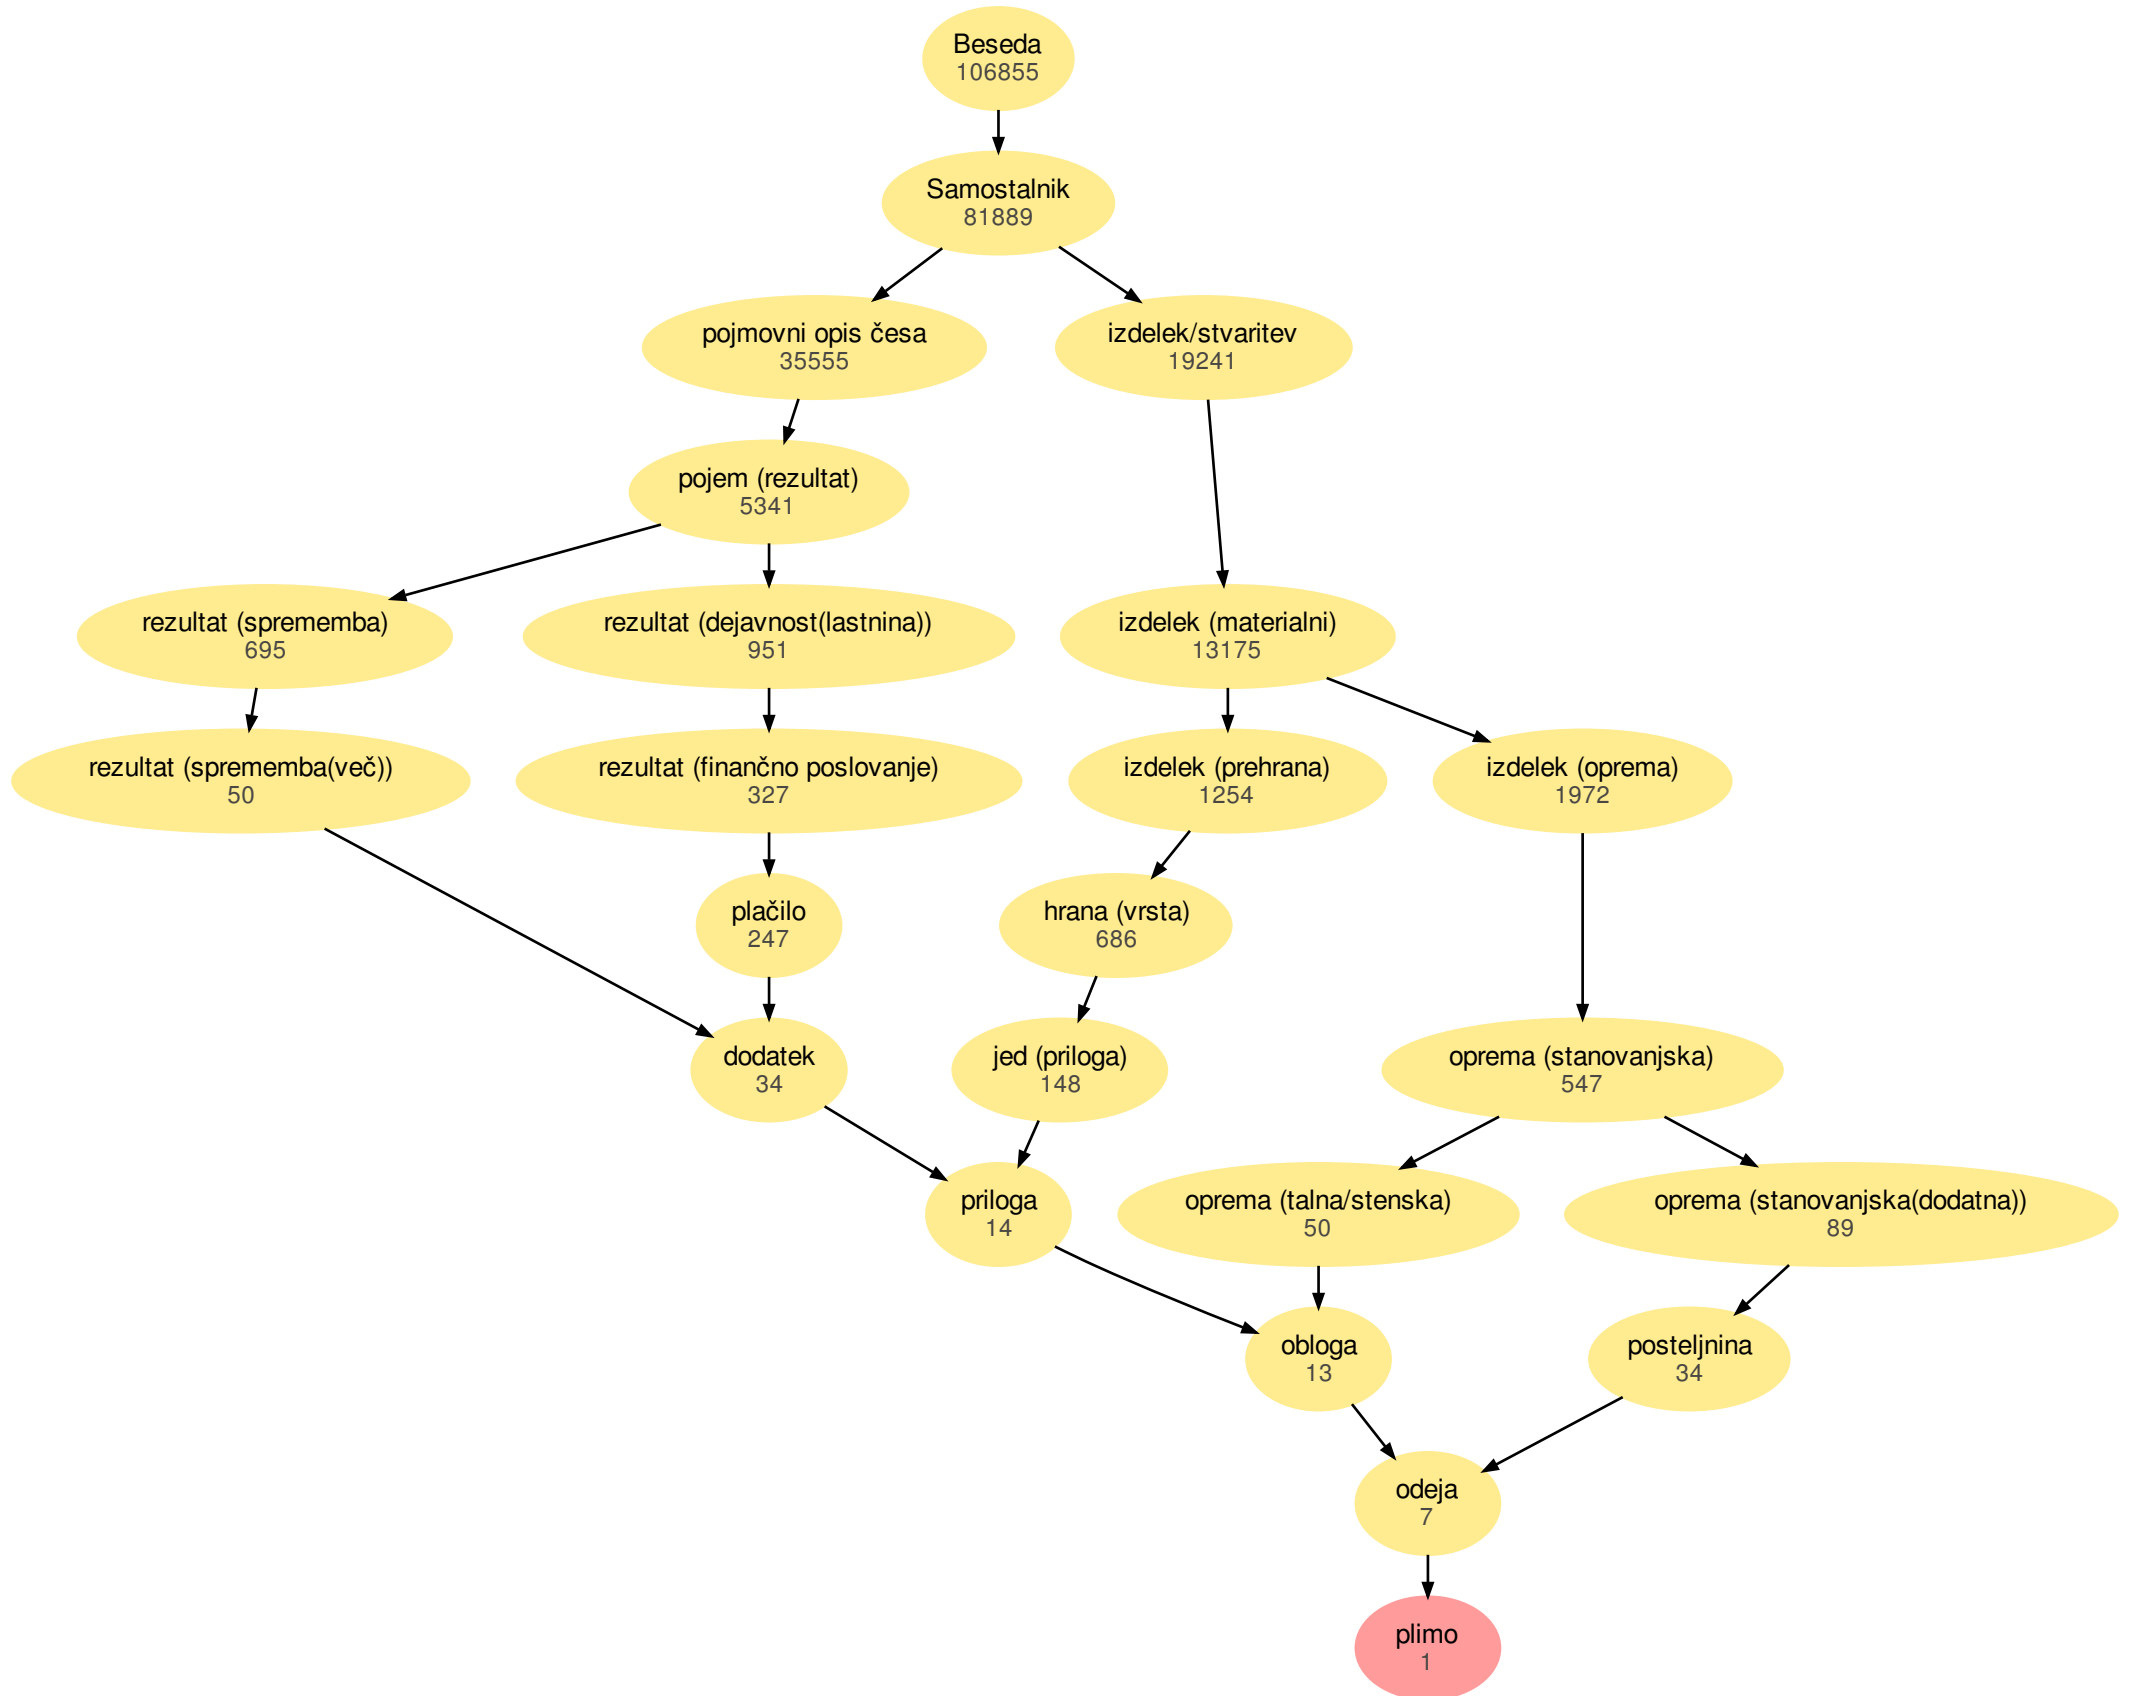 Beseda
106855
Samostalnik
81889
pojmovni opis česa
35555
izdelek/stvaritev
19241
pojem (rezultat)
5341
rezultat (sprememba)
695
rezultat (dejavnost(lastnina))
951
izdelek (materialni)
13175
rezultat (sprememba(več))
50
rezultat (finančno poslovanje)
327
izdelek (prehrana)
1254
izdelek (oprema)
1972
plačilo
247
hrana (vrsta)
686
dodatek
34
jed (priloga)
148
oprema (stanovanjska)
547
priloga
14
oprema (talna/stenska)
50
oprema (stanovanjska(dodatna))
89
obloga
13
posteljnina
34
odeja
7
plimo
1